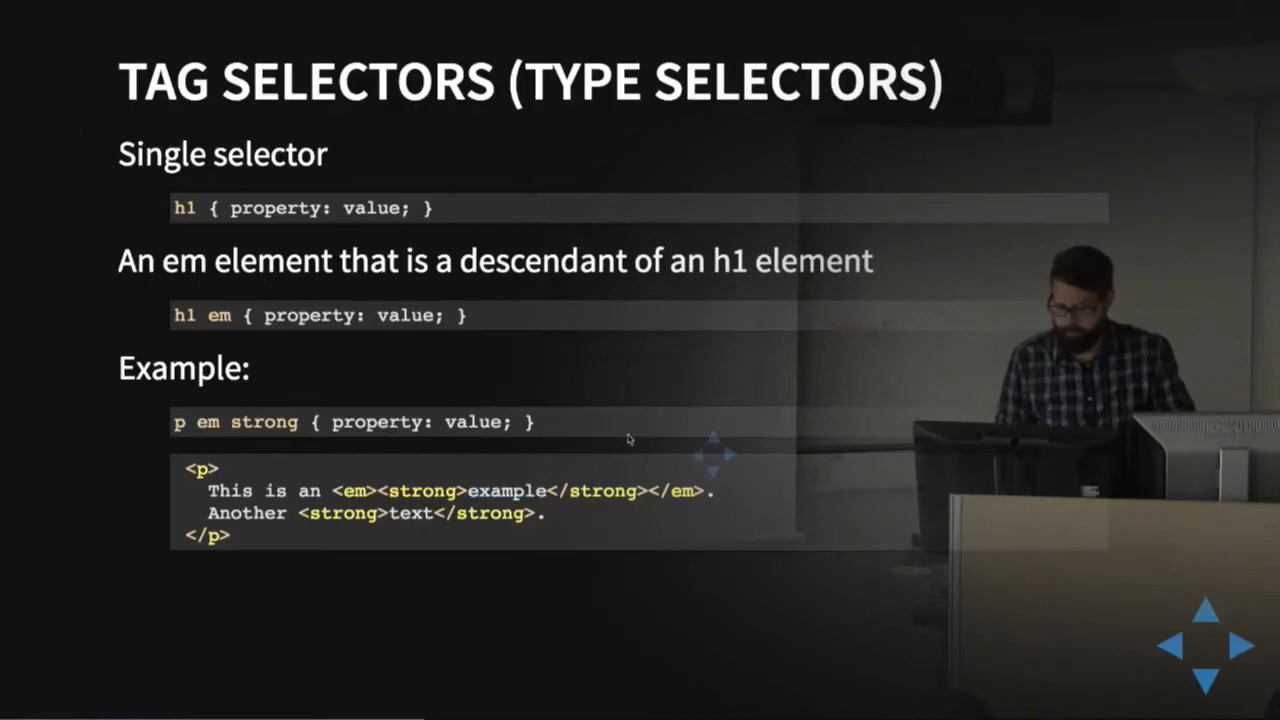 TAG SELECTORS (TYPE SELECTORS)
Single selector
h1 { property: value; }
An em element that is a descendant of an h1 element
h1 em { property: value; }
Example:
p em strong { property: value; }
<p>
This is an <em><strong>example</strong></em>.
Another <strong>text</strong>.
</p>